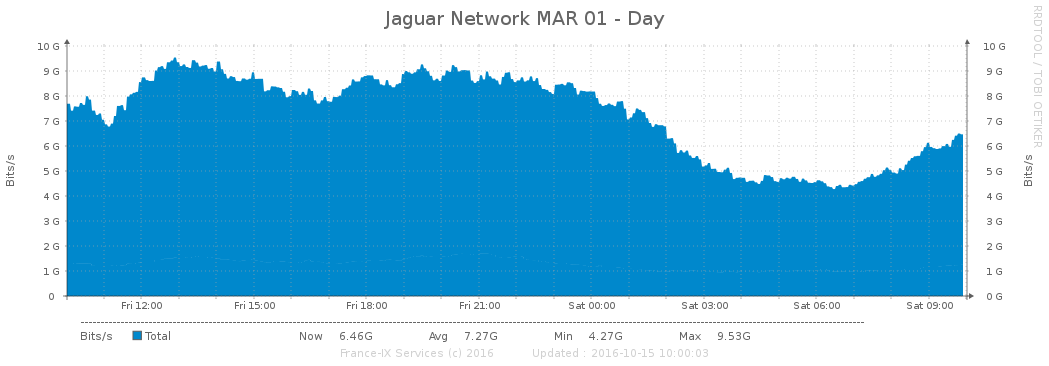 Jaguar Network MAR 01 - Day
RRDTOOL / TOBI OETIKER
Bits/s
10 G
9 G
8 G
7 G
6 G
5 G
4 G
3 G
2 G
1 G
0
10 G
9 G
8 G
7 G
6 G
5 G
4 G
3 G
2 G
1 G
0 G
Bits/s
Fri 12:00 Fri 15:00 Fri 18:00 Fri 21:00 Sat 00:00 Sat 03:00 Sat 06:00 Sat 09:00
Bits/s Total Now 6.46G Avg 7.27G Min 4.27G Max 9.53G
France-IX Services (c) 2016 Updated : 2016-10-15 10:00:03